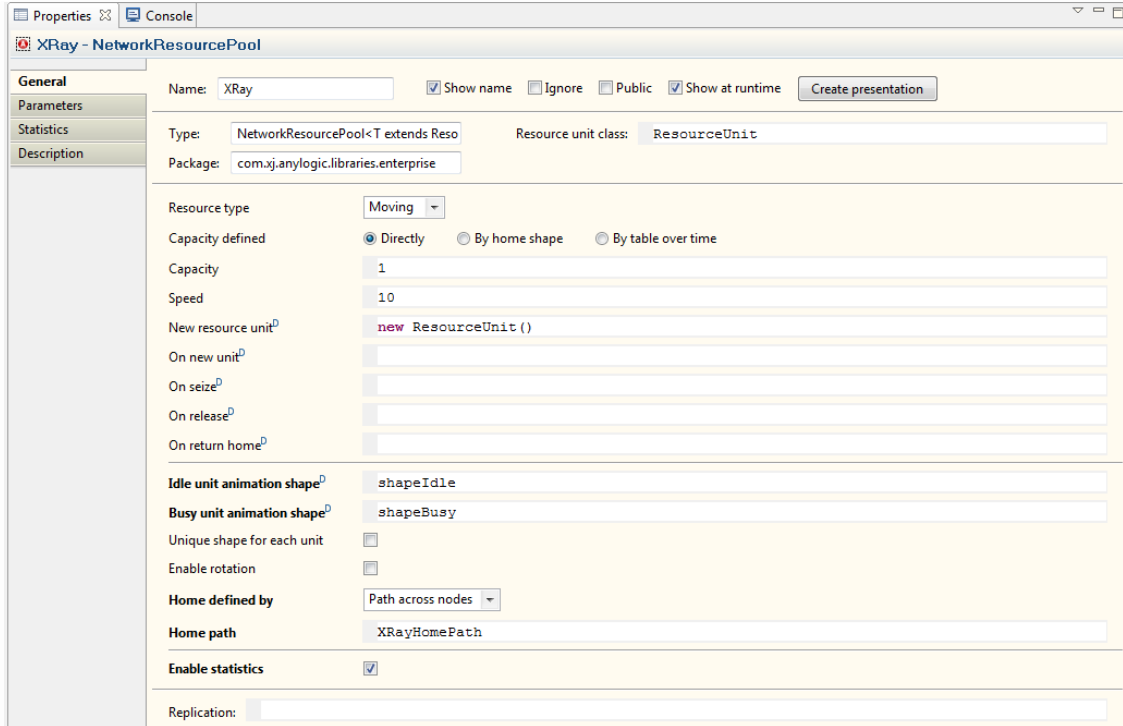 Properties Console
XRay - NetworkResourcePool
General
Parameters
Statistics
Description
Name: XRay Show name Ignore Public Show at runtime Create presentation
Type: NetworkResourcePool<T extends Reso Resource unit class: ResourceUnit
Package: com.xj.anylogic.libraries.enterprise
Resource type Moving
Capacity defined Directly By home shape By table over time
Capacity 1
Speed 10
New resource unitD new ResourceUnit()
On new unitD
On seizeD
On releaseD
On return homeD
Idle unit animation shapeD shapeIdle
Busy unit animation shapeD shapeBusy
Unique shape for each unit
Enable rotation
Home defined by Path across nodes
Home path XRayHomePath
Enable statistics
Replication: